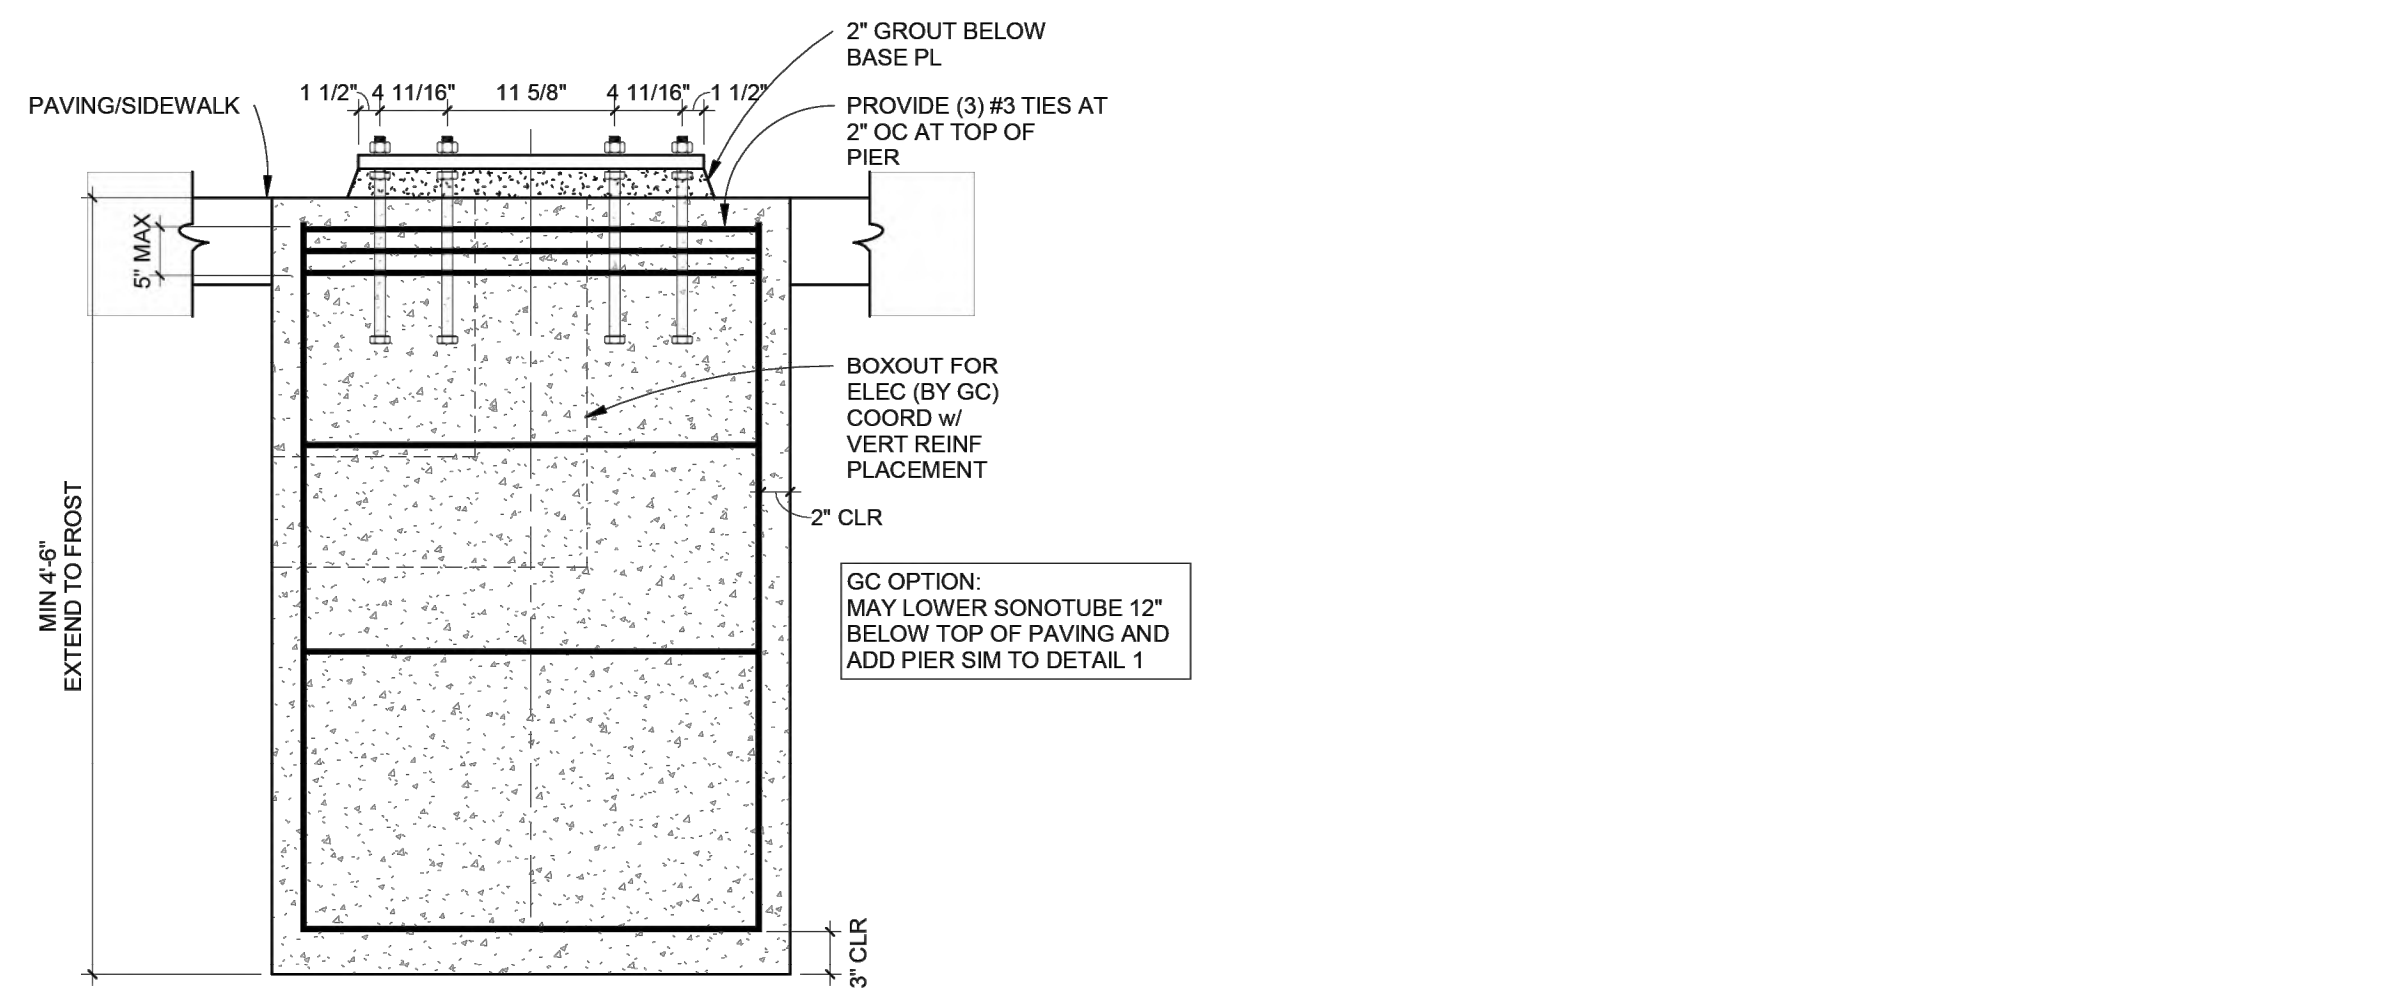 2" GROUT BELOW
BASE PL
1 1/2" 4 11/16" 11 5/8" 4 11/16" 1 1/2"
PAVING/SIDEWALK
PROVIDE (3) #3 TIES AT
2" OC AT TOP OF
PIER
5" MAX
BOXOUT FOR
ELEC (BY GC)
COORD w/
VERT REINF
PLACEMENT
2" CLR
MIN 4'-6"
EXTEND TO FROST
GC OPTION:
MAY LOWER SONOTUBE 12"
BELOW TOP OF PAVING AND
ADD PIER SIM TO DETAIL 1
3" CLR